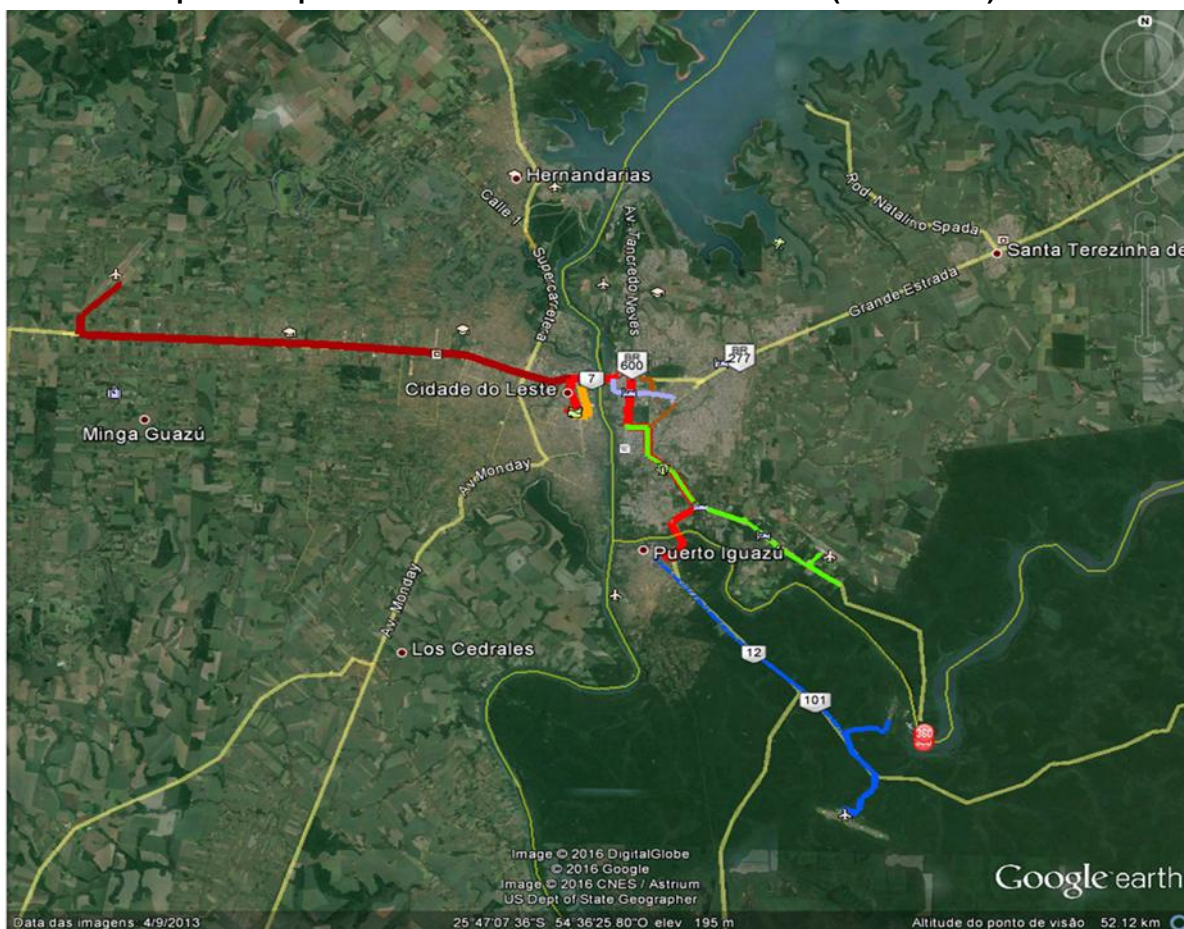 N
Hernandarias
Calle 1
Supercarretera
Av. Tancredo Neves
Rod. Natalino Spada
Santa Terezinha de
Grande Estrada
BR
600
BR
277
7
Cidade do Leste
Minga Guazú
Av Monday
Puerto Iguazú
Av. Monday
Los Cedrales
12
101
360
Image © 2016 DigitalGlobe
© 2016 Google
Image © 2016 CNES / Astrium
US Dept of State Geographer
Google earth
Data das imagens: 4/9/2013
25°47'07.36"S 54°36'25.80"O elev 195 m
Altitude do ponto de visão 52.12 km